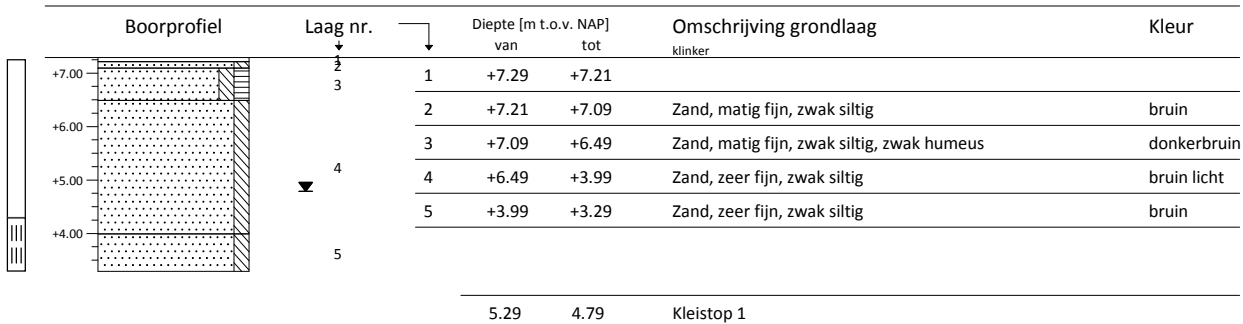 Boorprofiel Laag nr. Diepte [m t.o.v. NAP] Omschrijving grondlaag Kleur
van tot klinker
1
+7.00 2
3
+6.00
4
+5.00
+4.00
5
1 +7.29 +7.21
2 +7.21 +7.09 Zand, matig fijn, zwak siltig bruin
3 +7.09 +6.49 Zand, matig fijn, zwak siltig, zwak humeus donkerbruin
4 +6.49 +3.99 Zand, zeer fijn, zwak siltig bruin licht
5 +3.99 +3.29 Zand, zeer fijn, zwak siltig bruin
5.29 4.79 Kleistop 1